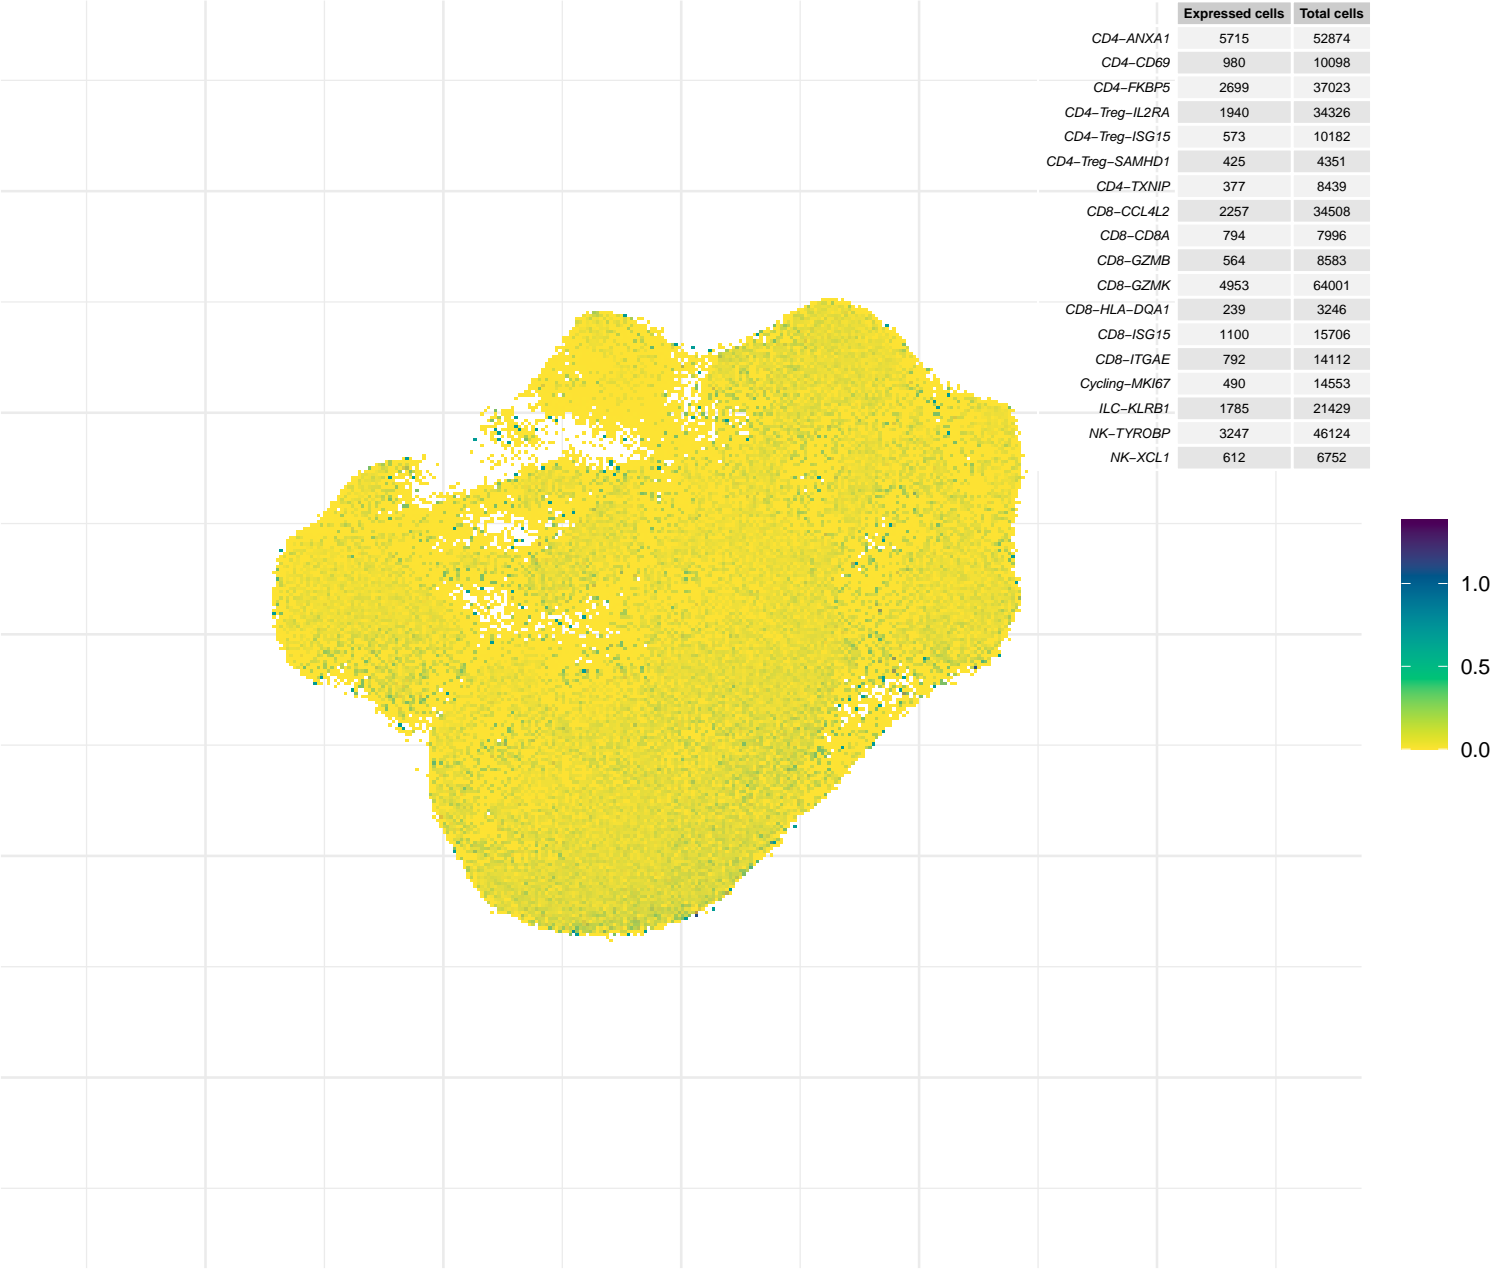 Expressed cells Total cells
CD4−ANXA1 5715 52874
CD4−CD69 980 10098
CD4−FKBP5 2699 37023
CD4−Treg−IL2RA 1940 34326
CD4−Treg−ISG15 573 10182
CD4−Treg−SAMHD1 425 4351
CD4−TXNIP 377 8439
CD8−CCL4L2 2257 34508
CD8−CD8A 794 7996
CD8−GZMB 564 8583
CD8−GZMK 4953 64001
CD8−HLA−DQA1 239 3246
CD8−ISG15 1100 15706
CD8−ITGAE 792 14112
Cycling−MKI67 490 14553
ILC−KLRB1 1785 21429
NK−TYROBP 3247 46124
NK−XCL1 612 6752
1.0
0.5
0.0